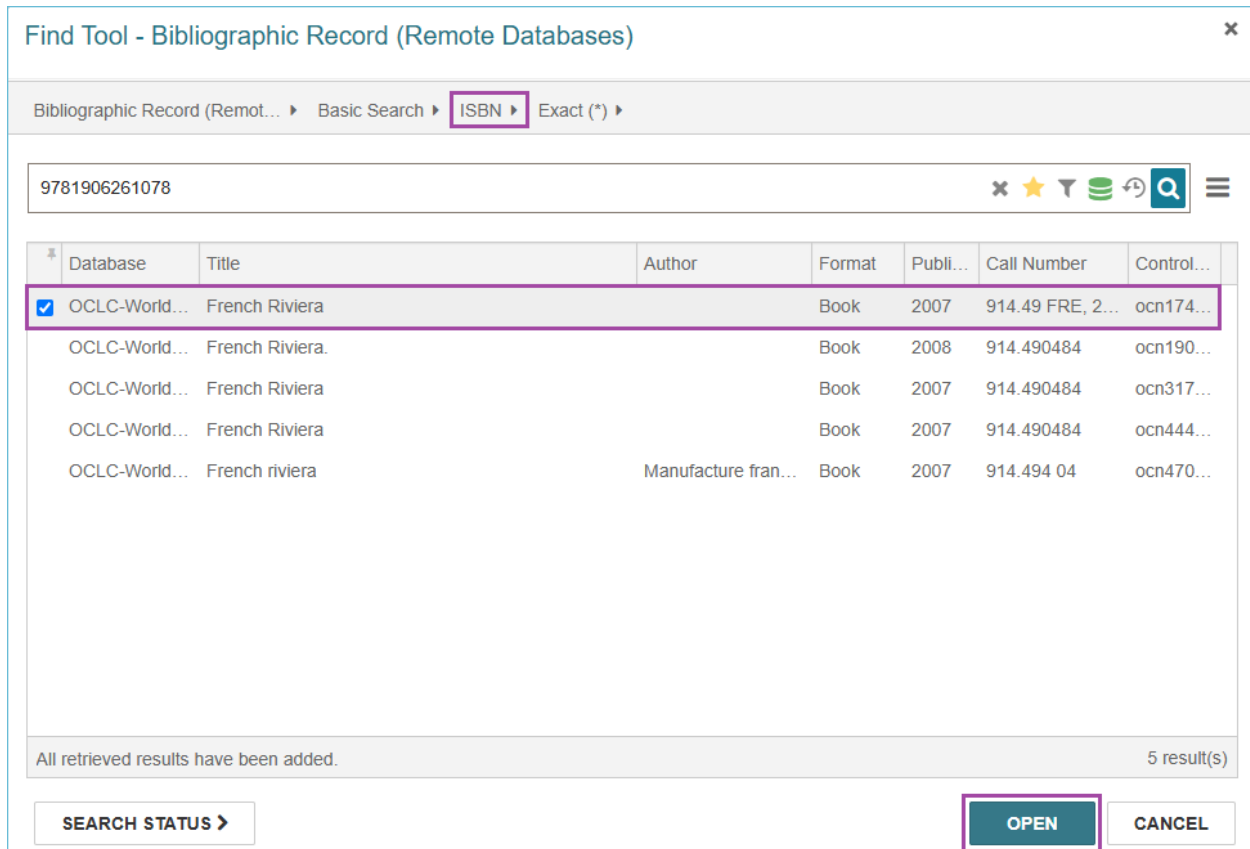 Find Tool - Bibliographic Record (Remote Databases)
Bibliographic Record (Remot... Basic Search ISBN Exact (*)
9781906261078
Database Title Author Format Publi... Call Number Control...
OCLC-World... French Riviera Book 2007 914.49 FRE, 2... ocn174...
OCLC-World... French Riviera. Book 2008 914.490484 ocn190...
OCLC-World... French Riviera Book 2007 914.490484 ocn317...
OCLC-World... French Riviera Book 2007 914.490484 ocn444...
OCLC-World... French riviera Manufacture fran... Book 2007 914.494 04 ocn470...
All retrieved results have been added. 5 result(s)
SEARCH STATUS OPEN CANCEL